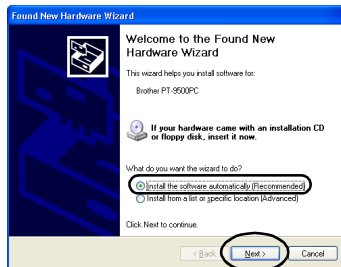 Found New Hardware Wizard
Welcome to the Found New
Hardware Wizard
This wizard helps you install software for:
Brother PT-9500PC
If your hardware came with an installation CD
or floppy disk, insert it now.
What do you want the wizard to do?
Install the software automatically (Recommended)
Install from a list or specific location (Advanced)
Click Next to continue.
< Back Next > Cancel